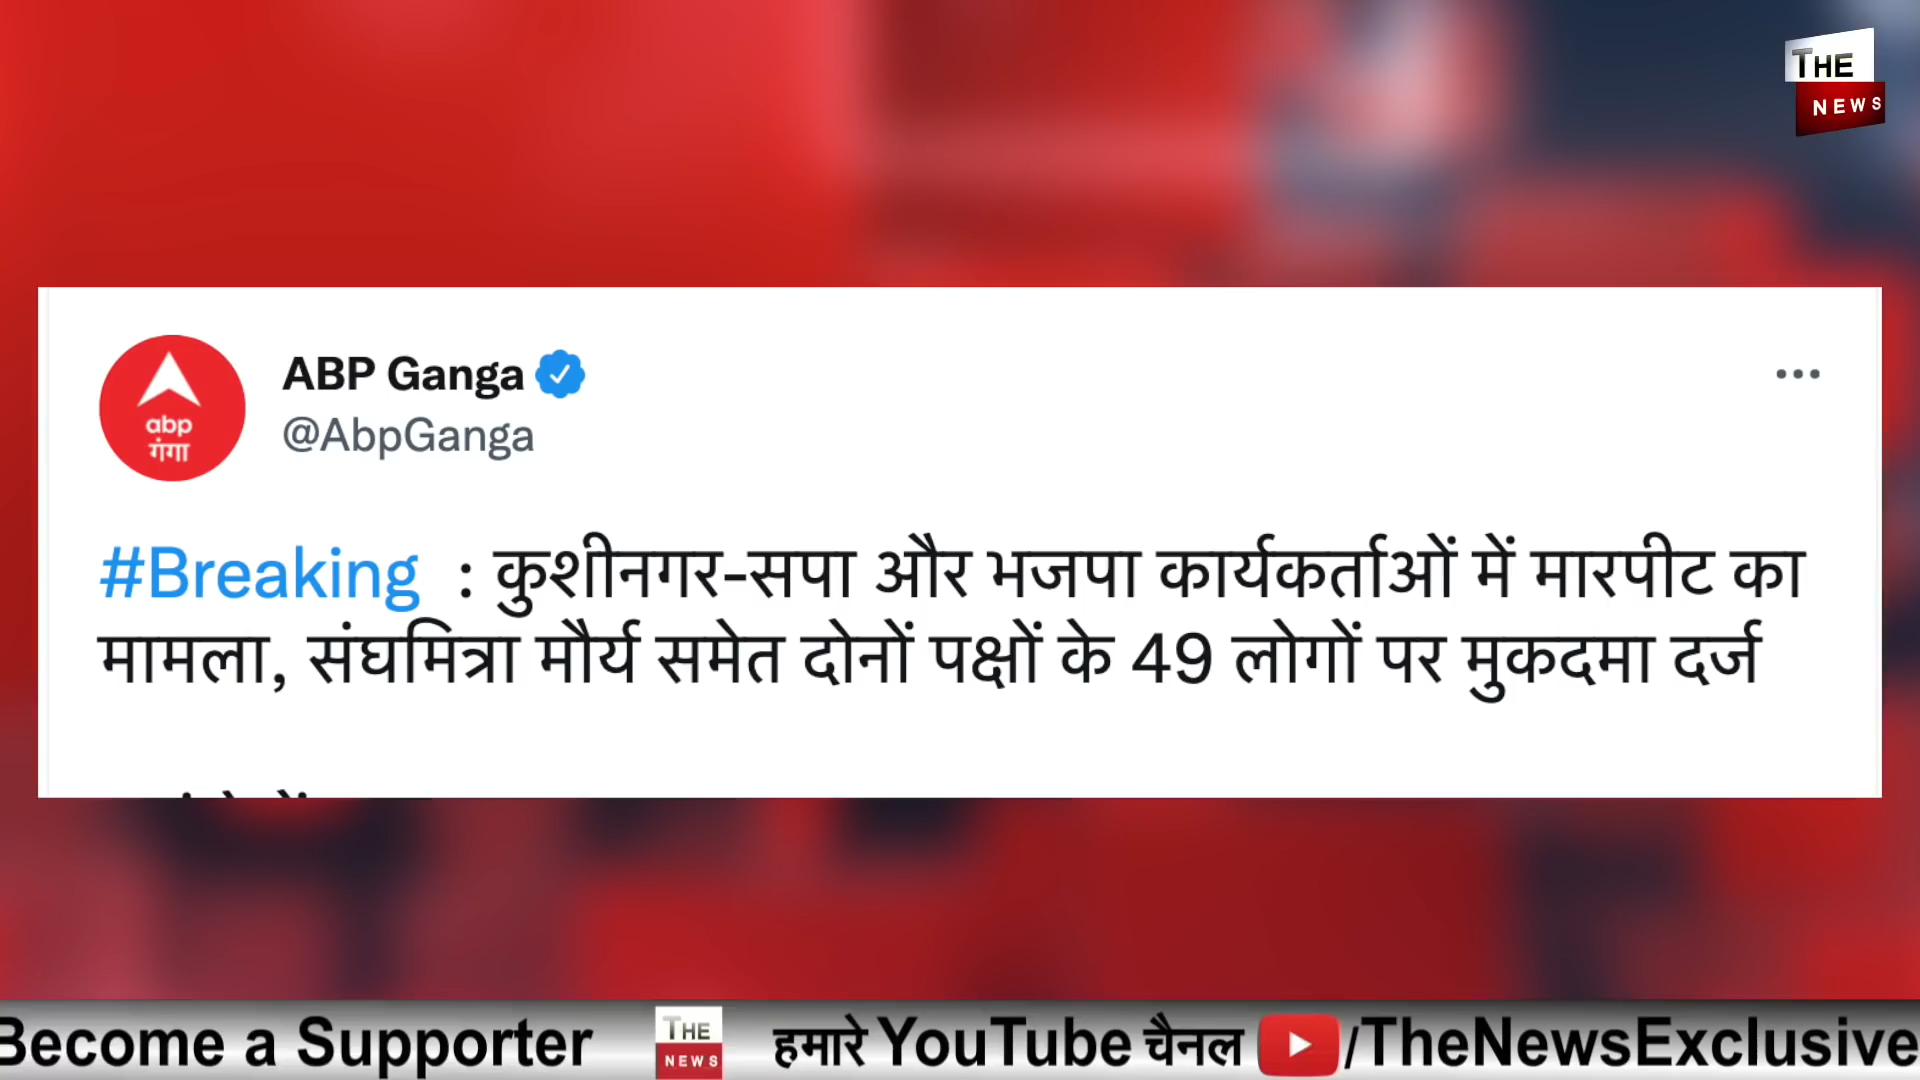 THE
NEWS
ABP Ganga
@AbpGanga
abp
गंगा
#Breaking : कुशीनगर-सपा और भजपा कार्यकर्ताओं में मारपीट का
मामला, संघमित्रा मौर्य समेत दोनों पक्षों के 49 लोगों पर मुकदमा दर्ज
Become a Supporter THE NEWS हमारे YouTube चैनल /TheNewsExclusive